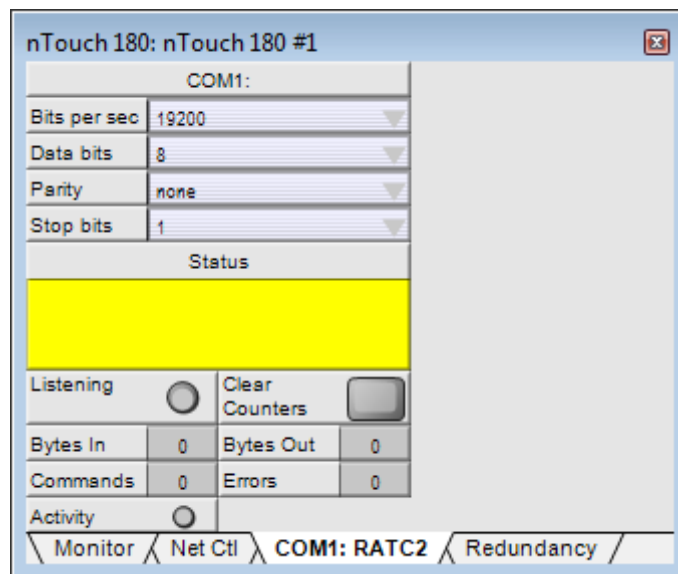 nTouch 180: nTouch 180 #1
COM1:
Bits per sec 19200
Data bits 8
Parity none
Stop bits 1
Status
Listening Clear Counters
Bytes In 0 Bytes Out 0
Commands 0 Errors 0
Activity
Monitor Net Ctl COM1: RATC2 Redundancy